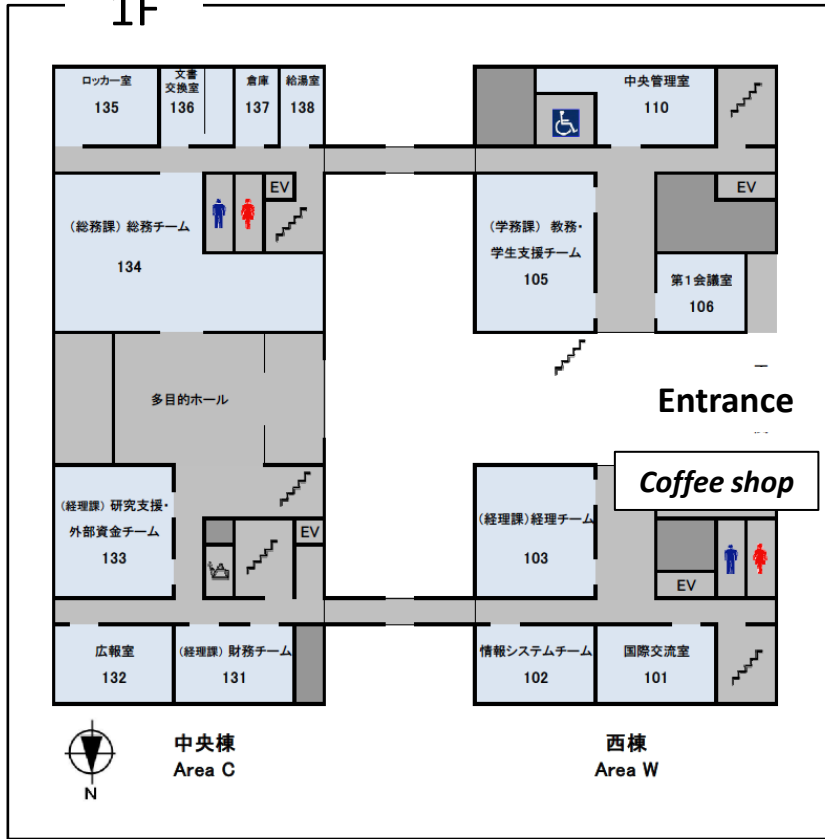 1F
ロッカー室
135
文書
交換室
136
倉庫
137
給湯室
138
中央管理室
110
EV
EV
(総務課) 総務チーム
134
(学務課) 教務・
学生支援チーム
105
第1会議室
106
多目的ホール
Entrance
Coffee shop
(経理課) 研究支援・
外部資金チーム
133
EV
(経理課) 経理チーム
103
EV
広報室
132
(経理課) 財務チーム
131
情報システムチーム
102
国際交流室
101
N
中央棟
Area C
西棟
Area W